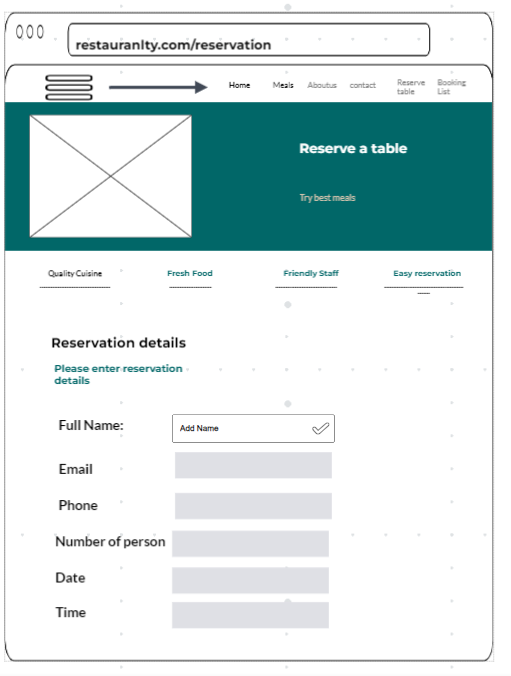 restauranlty.com/reservation
Home
Meals
Aboutus
contact
Reserve
table
Booking
List
Reserve a table
Try best meals
Quality Cuisine
Fresh Food
Friendly Staff
Easy reservation
Reservation details
Please enter reservation
details
Full Name:
Add Name
Email
Phone
Number of person
Date
Time